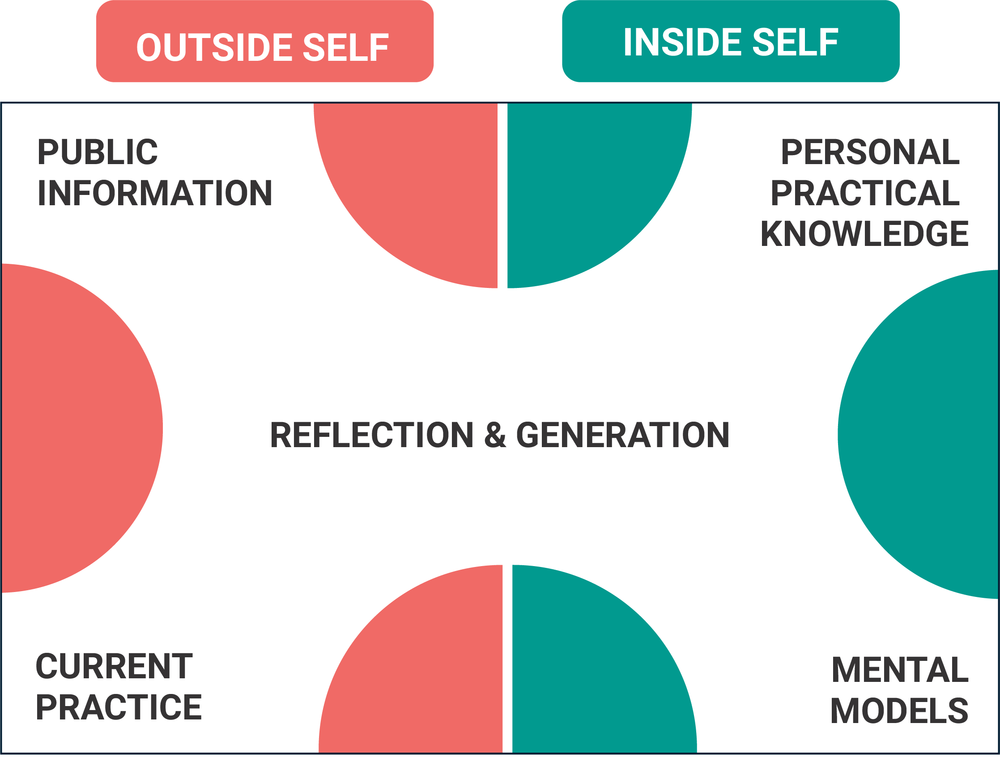 OUTSIDE SELF
INSIDE SELF
PUBLIC
INFORMATION
PERSONAL
PRACTICAL
KNOWLEDGE
REFLECTION & GENERATION
CURRENT
PRACTICE
MENTAL
MODELS